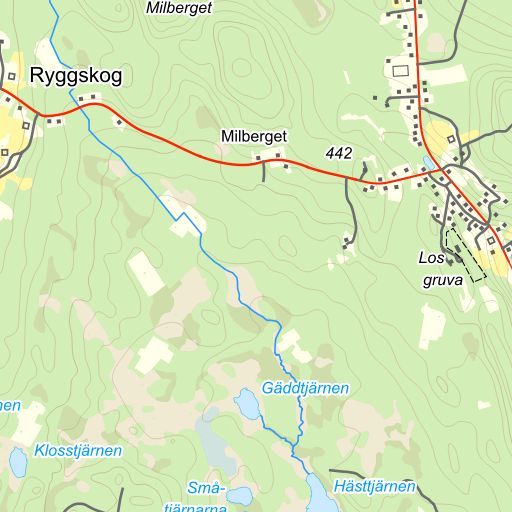 Milberget
Ryggskog
Milberget
442
Los
gruva
Gäddtjärnen
Klosstjärnen
Hästtjärnen
Små-
tjärnarna